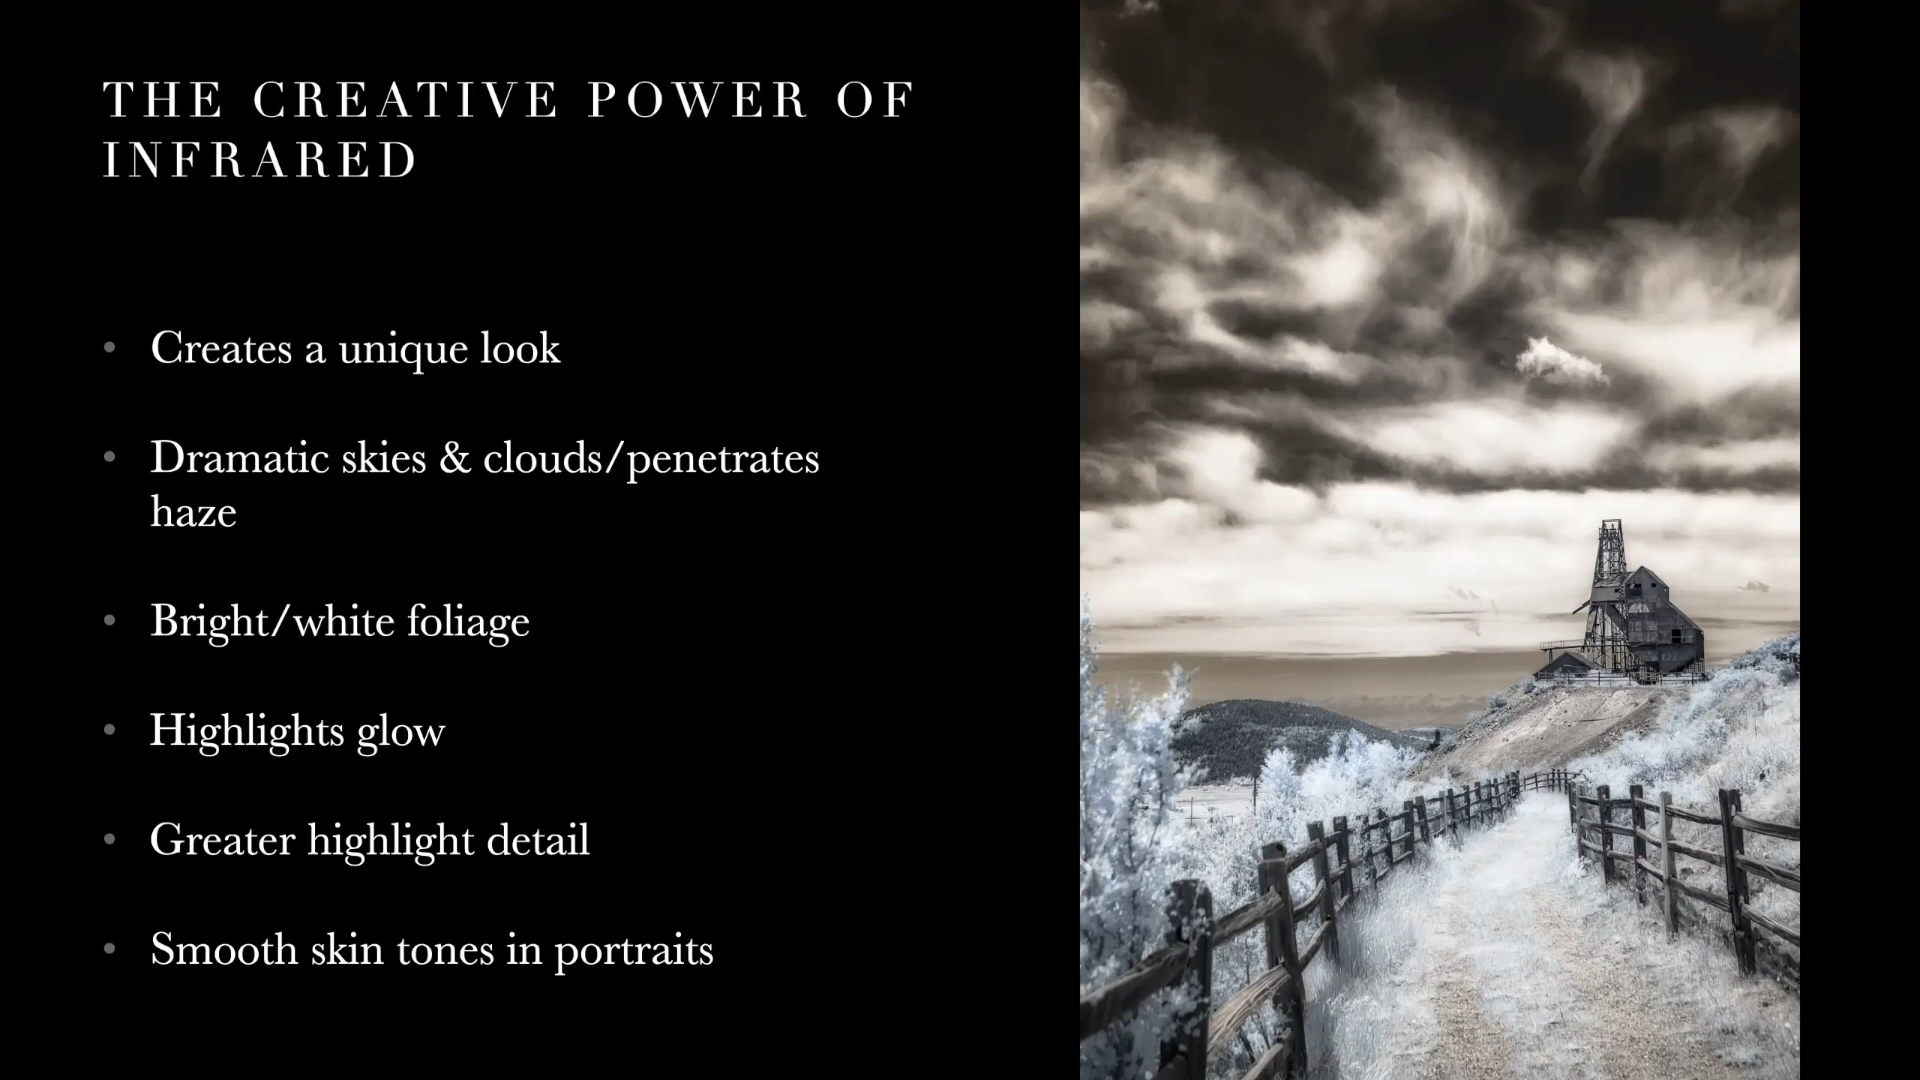 THE CREATIVE POWER OF
INFRARED
• Creates a unique look
• Dramatic skies & clouds/penetrates
haze
• Bright/white foliage
• Highlights glow
• Greater highlight detail
• Smooth skin tones in portraits